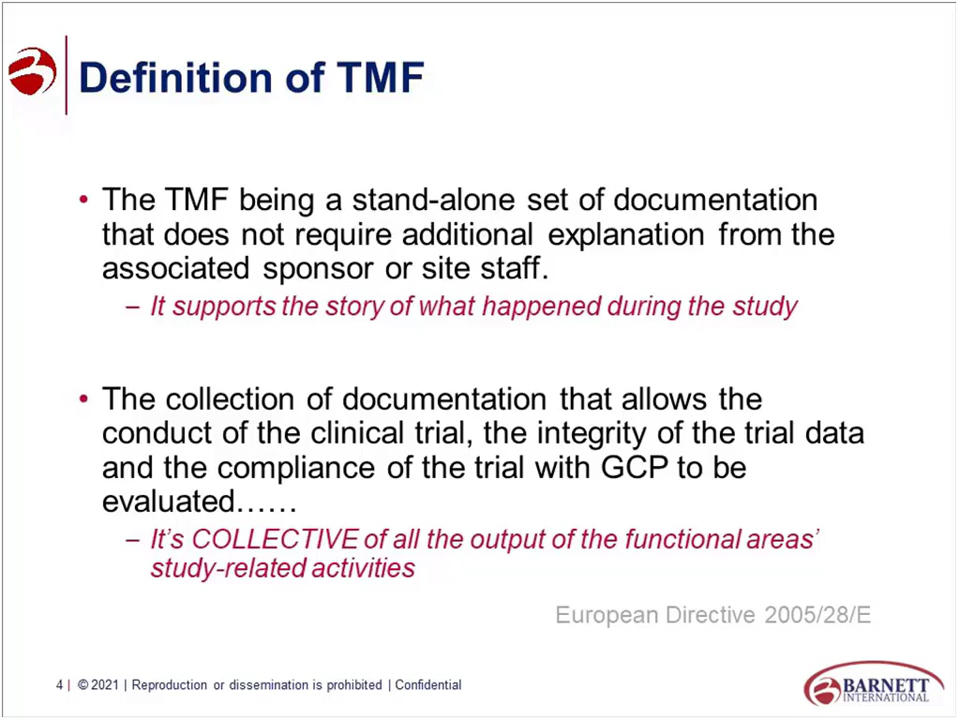 Definition of TMF
• The TMF being a stand-alone set of documentation
that does not require additional explanation from the
associated sponsor or site staff.
– It supports the story of what happened during the study
• The collection of documentation that allows the
conduct of the clinical trial, the integrity of the trial data
and the compliance of the trial with GCP to be
evaluated……
– It’s COLLECTIVE of all the output of the functional areas’
study-related activities
European Directive 2005/28/E
4 | © 2021 | Reproduction or dissemination is prohibited | Confidential
BARNETT
INTERNATIONAL